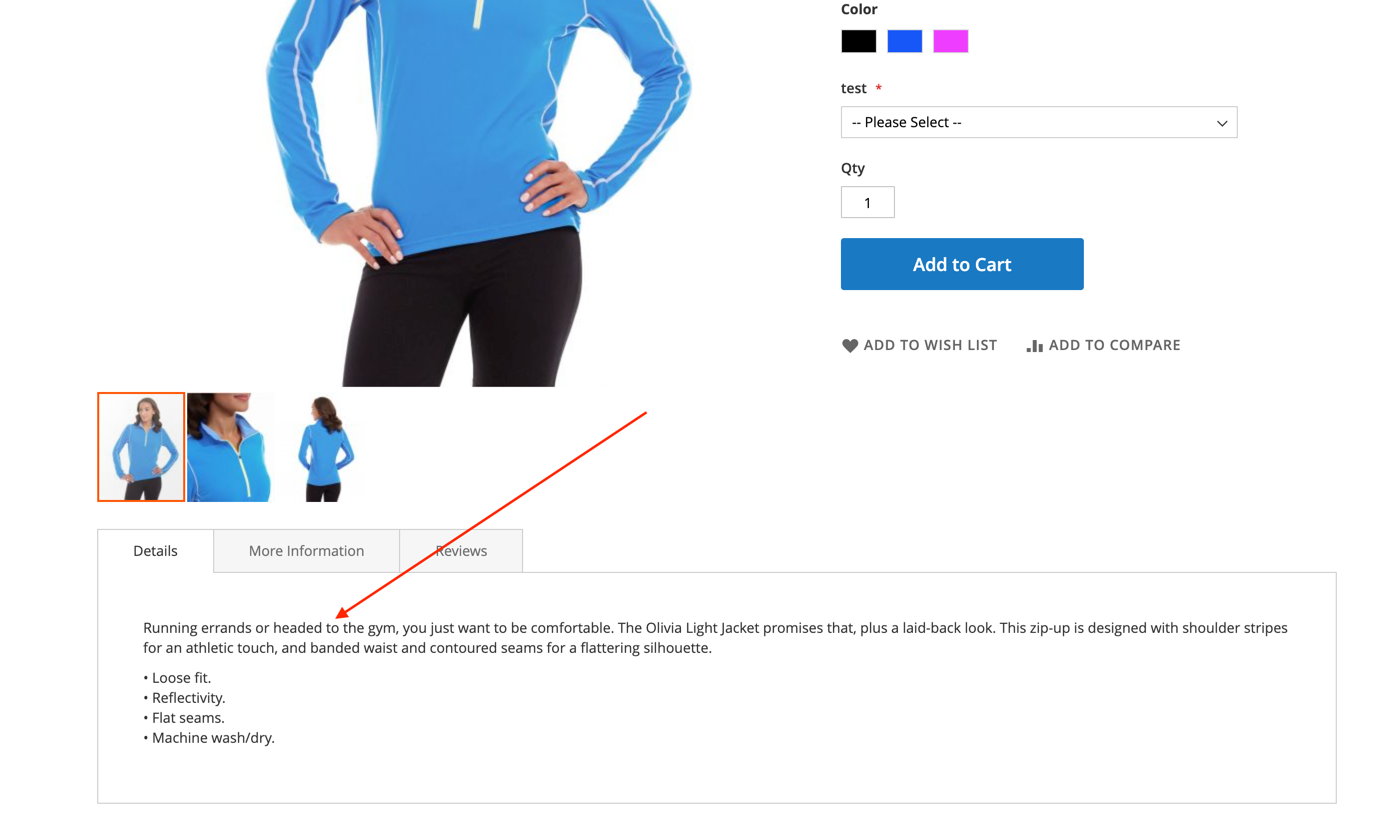 Color
test *
-- Please Select --
Qty
1
Add to Cart
ADD TO WISH LIST
ADD TO COMPARE
Details
More Information
Reviews
Running errands or headed to the gym, you just want to be comfortable. The Olivia Light Jacket promises that, plus a laid-back look. This zip-up is designed with shoulder stripes
for an athletic touch, and banded waist and contoured seams for a flattering silhouette.
• Loose fit.
• Reflectivity.
• Flat seams.
• Machine wash/dry.